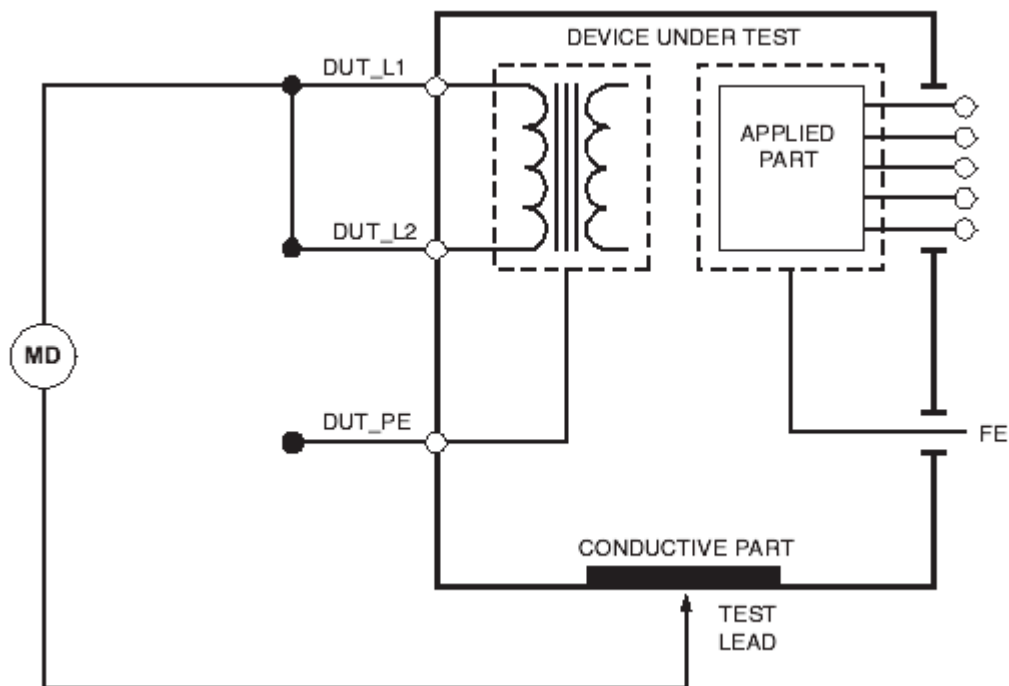 DEVICE UNDER TEST
DUT_L1
APPLIED
PART
DUT_L2
MD
DUT_PE
FE
CONDUCTIVE PART
TEST
LEAD